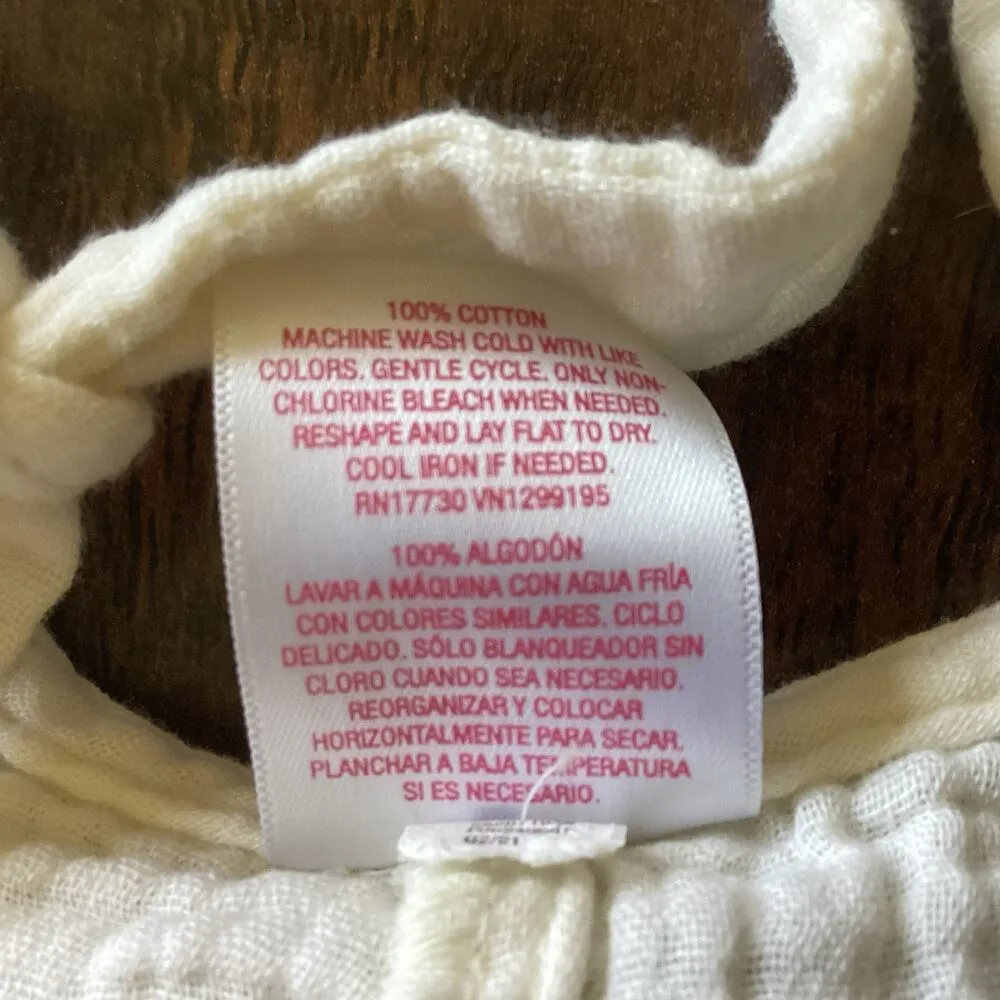 100% COTTON
MACHINE WASH COLD WITH LIKE
COLORS. GENTLE CYCLE. ONLY NON-
CHLORINE BLEACH WHEN NEEDED.
RESHAPE AND LAY FLAT TO DRY.
COOL IRON IF NEEDED.
RN17730 VN1299195
100% ALGODÓN
LAVAR A MÁQUINA CON AGUA FRÍA
CON COLORES SIMILARES. CICLO
DELICADO. SÓLO BLANQUEADOR SIN
CLORO CUANDO SEA NECESARIO.
REORGANIZAR Y COLOCAR
HORIZONTALMENTE PARA SECAR.
PLANCHAR A BAJA TEMPERATURA
SI ES NECESARIO.